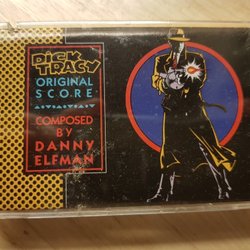 DICK
TRACY
ORIGINAL
SCORE
COMPOSED
BY
DANNY
ELFMAN